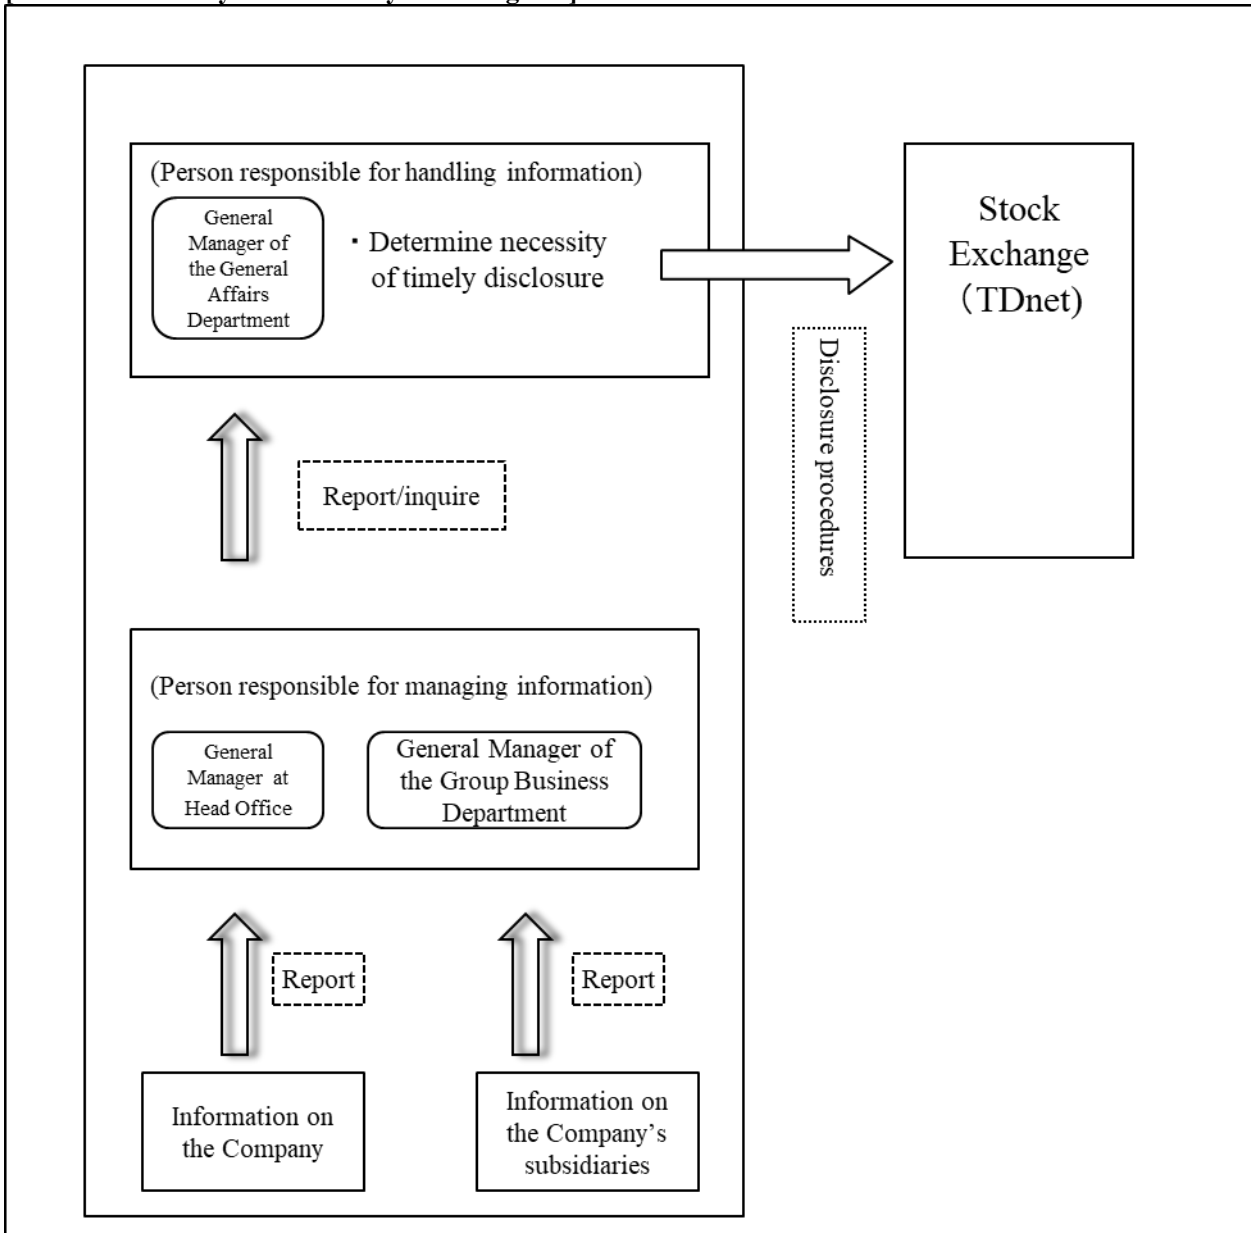 (Person responsible for handling information)
General
Manager of
the General
Affairs
Department
・Determine necessity
of timely disclosure
Stock
Exchange
（TDnet)
Disclosure procedures
Report/inquire
(Person responsible for managing information)
General
Manager at
Head Office
General Manager of
the Group Business
Department
Report
Report
Information on
the Company
Information on
the Company’s
subsidiaries